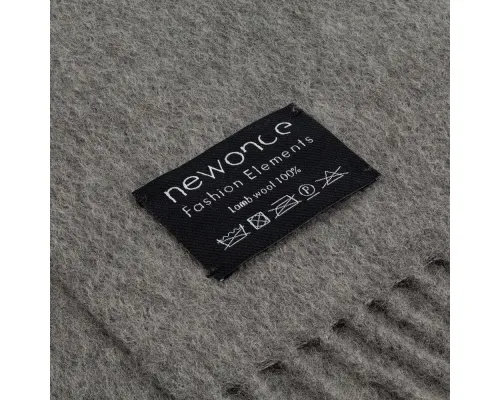 newonce
Fashion Elements
Lamb wool 100%
P